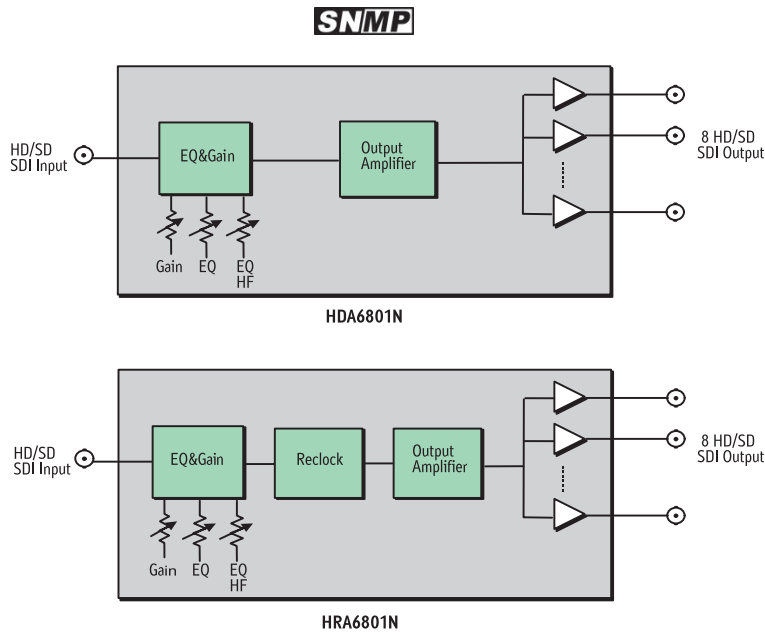 SNMP
HD/SD
SDI Input
EQ&Gain
Output
Amplifier
8 HD/SD
SDI Output
Gain
EQ
EQ
HF
HDA6801N
HD/SD
SDI Input
EQ&Gain
Reclock
Output
Amplifier
8 HD/SD
SDI Output
Gain
EQ
EQ
HF
HRA6801N